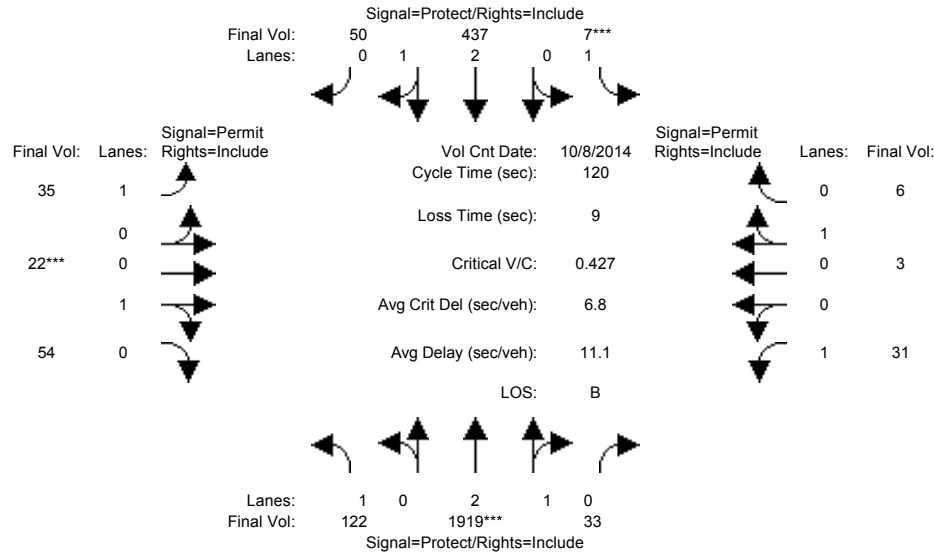 Signal=Protect/Rights=Include
Final Vol: 50 437 7***
Lanes: 0 1 2 0 1
Signal=Permit Signal=Permit
Final Vol: Lanes: Rights=Include Vol Cnt Date: 10/8/2014 Rights=Include Lanes: Final Vol:
Cycle Time (sec): 120
35 1 0 6
Loss Time (sec): 9
0 1
22*** 0 Critical V/C: 0.427 0 3
1 Avg Crit Del (sec/veh): 6.8 0
54 0 Avg Delay (sec/veh): 11.1 1 31
LOS: B
Lanes: 1 0 2 1 0
Final Vol: 122 1919*** 33
Signal=Protect/Rights=Include